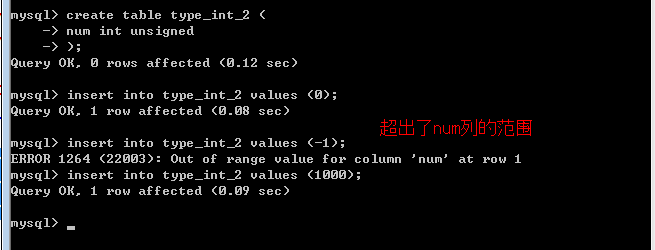 mysql> create table type_int_2 (
    -> num int unsigned
    -> );
Query OK, 0 rows affected (0.12 sec)
mysql> insert into type_int_2 values (0);
Query OK, 1 row affected (0.08 sec)
超出了num列的范围
mysql> insert into type_int_2 values (-1);
ERROR 1264 (22003): Out of range value for column 'num' at row 1
mysql> insert into type_int_2 values (1000);
Query OK, 1 row affected (0.09 sec)
mysql> _